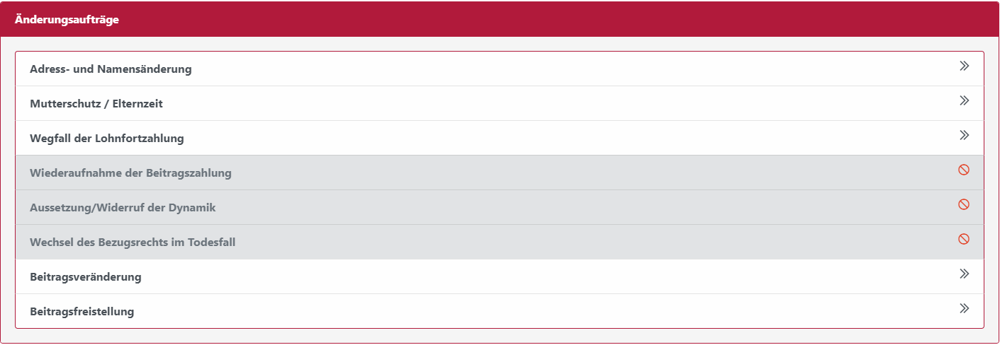 Änderungsaufträge
Adress- und Namensänderung
Mutterschutz / Elternzeit
Wegfall der Lohnfortzahlung
Wiederaufnahme der Beitragszahlung
Aussetzung/Widerruf der Dynamik
Wechsel des Bezugsrechts im Todesfall
Beitragsveränderung
Beitragsfreistellung